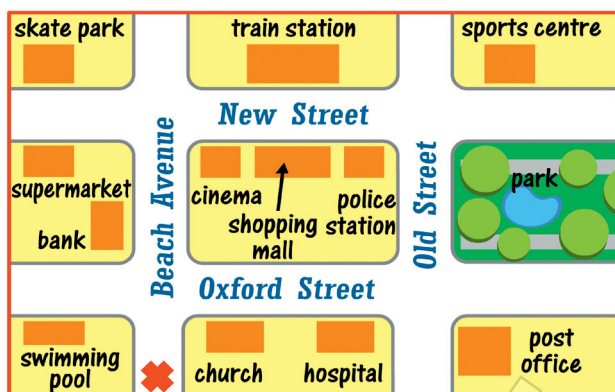 skate park
train station
sports centre
New Street
Beach Avenue
supermarket
bank
cinema
shopping
mall
police
station
Old Street
park
Oxford Street
swimming
pool
church
hospital
post
office